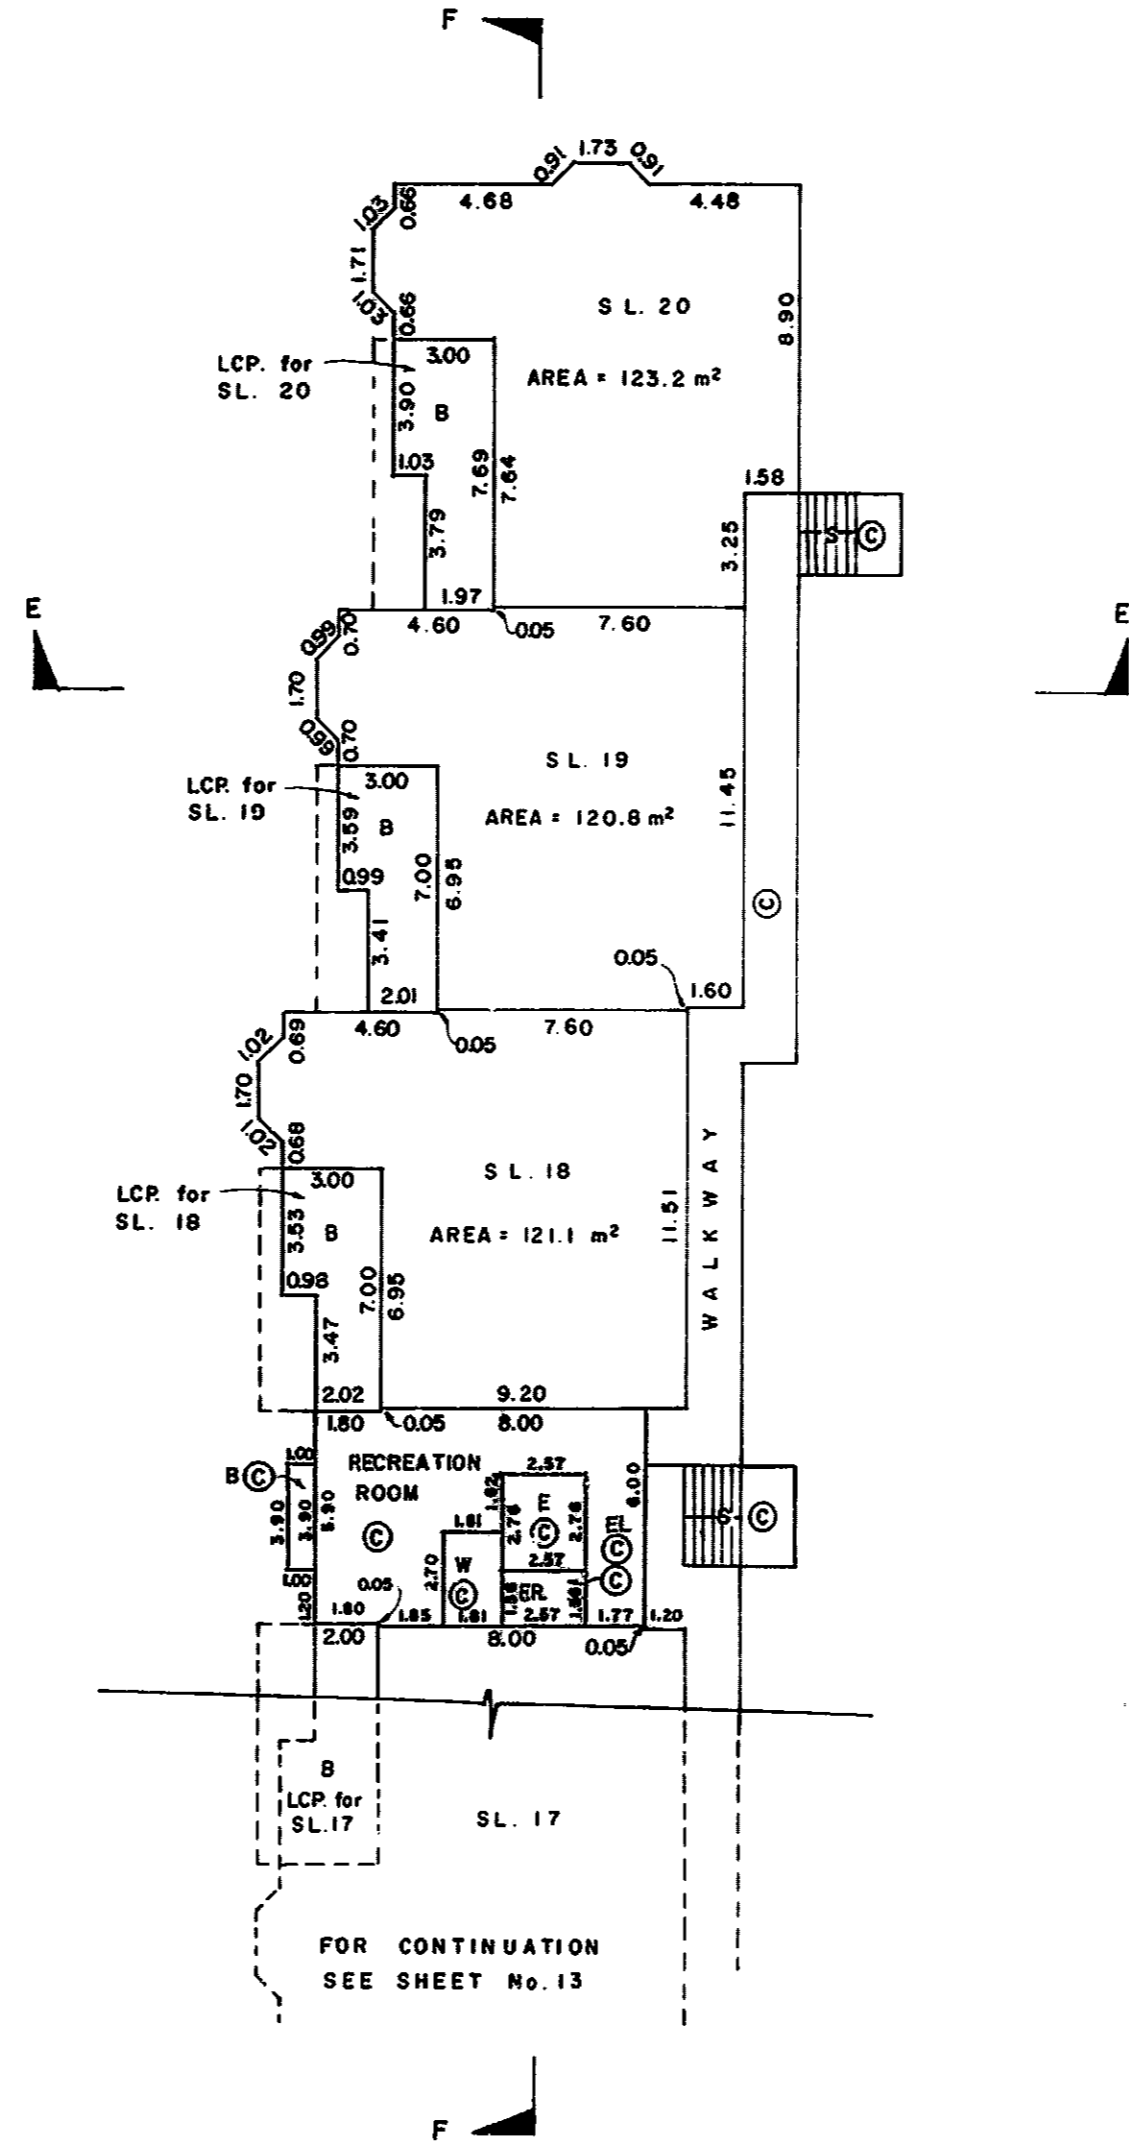 F
0.91 1.73 0.91
4.68 4.48
1.03 0.66
1.71
1.03 0.66
S L. 20
8.90
LCP. for
SL. 20
3.00
AREA = 123.2 m²
3.90
B
1.03
7.69 7.64
1.58
3.79
3.25
S C
1.97
4.60 0.05 7.60
E E
0.99 0.70
1.70
0.99 0.70
S L. 19
LCP. for
SL. 19
3.00
AREA = 120.8 m²
11.45
3.59
B
0.99
7.00 6.95
C
3.41
0.05
1.60
2.01
4.60 0.05 7.60
1.02 0.69
1.70
1.02 0.68
S L. 18
LCP. for
SL. 18
3.00
3.53
B
AREA = 121.1 m²
11.51
WALKWAY
0.98
7.00 6.95
3.47
2.02 9.20
1.80 0.05 8.00
1.00
RECREATION
ROOM
2.57
B C
1.62
6.00
3.90 3.90 5.90
E
C
2.76 2.76
C
1.81
E
C
C
S C
2.57
W
C
2.70
1.00
1.20
0.05
ER.
1.80 1.85 1.81 2.57 1.77 1.20
2.00 8.00 0.05
B
LCP. for
SL. 17
SL. 17
FOR CONTINUATION
SEE SHEET No. 13
F